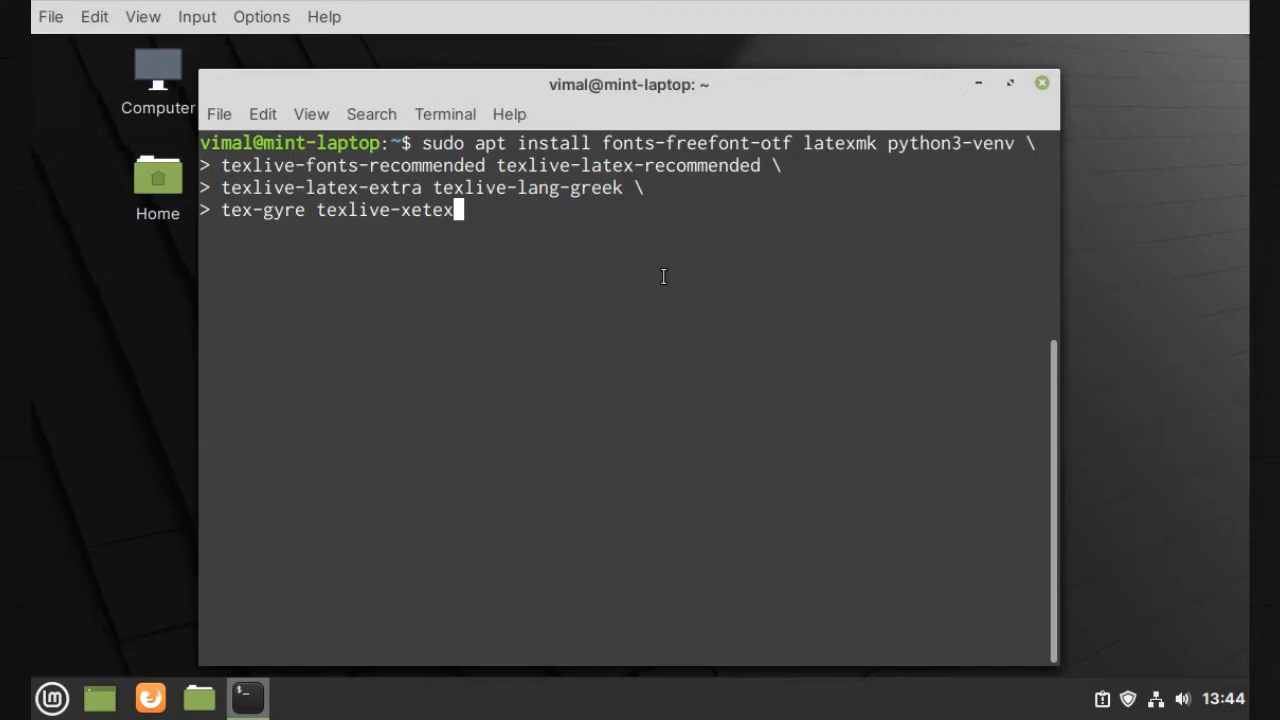 File Edit View Input Options Help
vimal@mint-laptop: ~
File Edit View Search Terminal Help
Computer
Home
vimal@mint-laptop:~$ sudo apt install fonts-freefont-otf latexmk python3-venv \
> texlive-fonts-recommended texlive-latex-recommended \
> texlive-latex-extra texlive-lang-greek \
> tex-gyre texlive-xetex
lm
$_
13:44